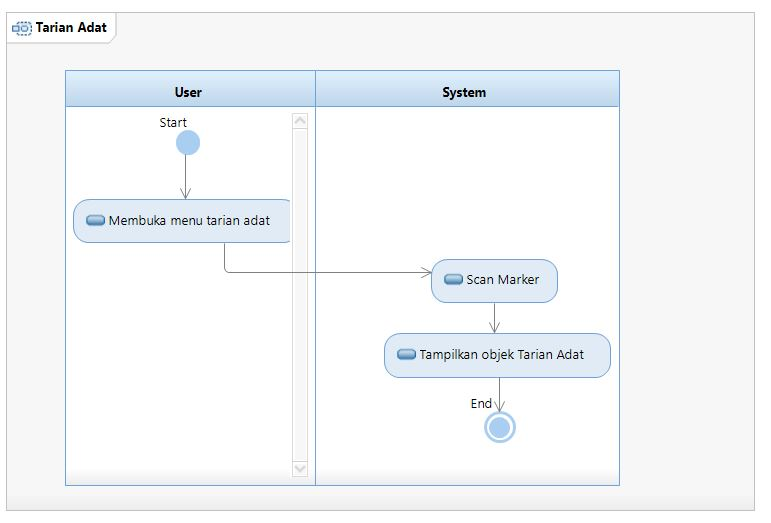 Tarian Adat
User
System
Start
Membuka menu tarian adat
Scan Marker
Tampilkan objek Tarian Adat
End